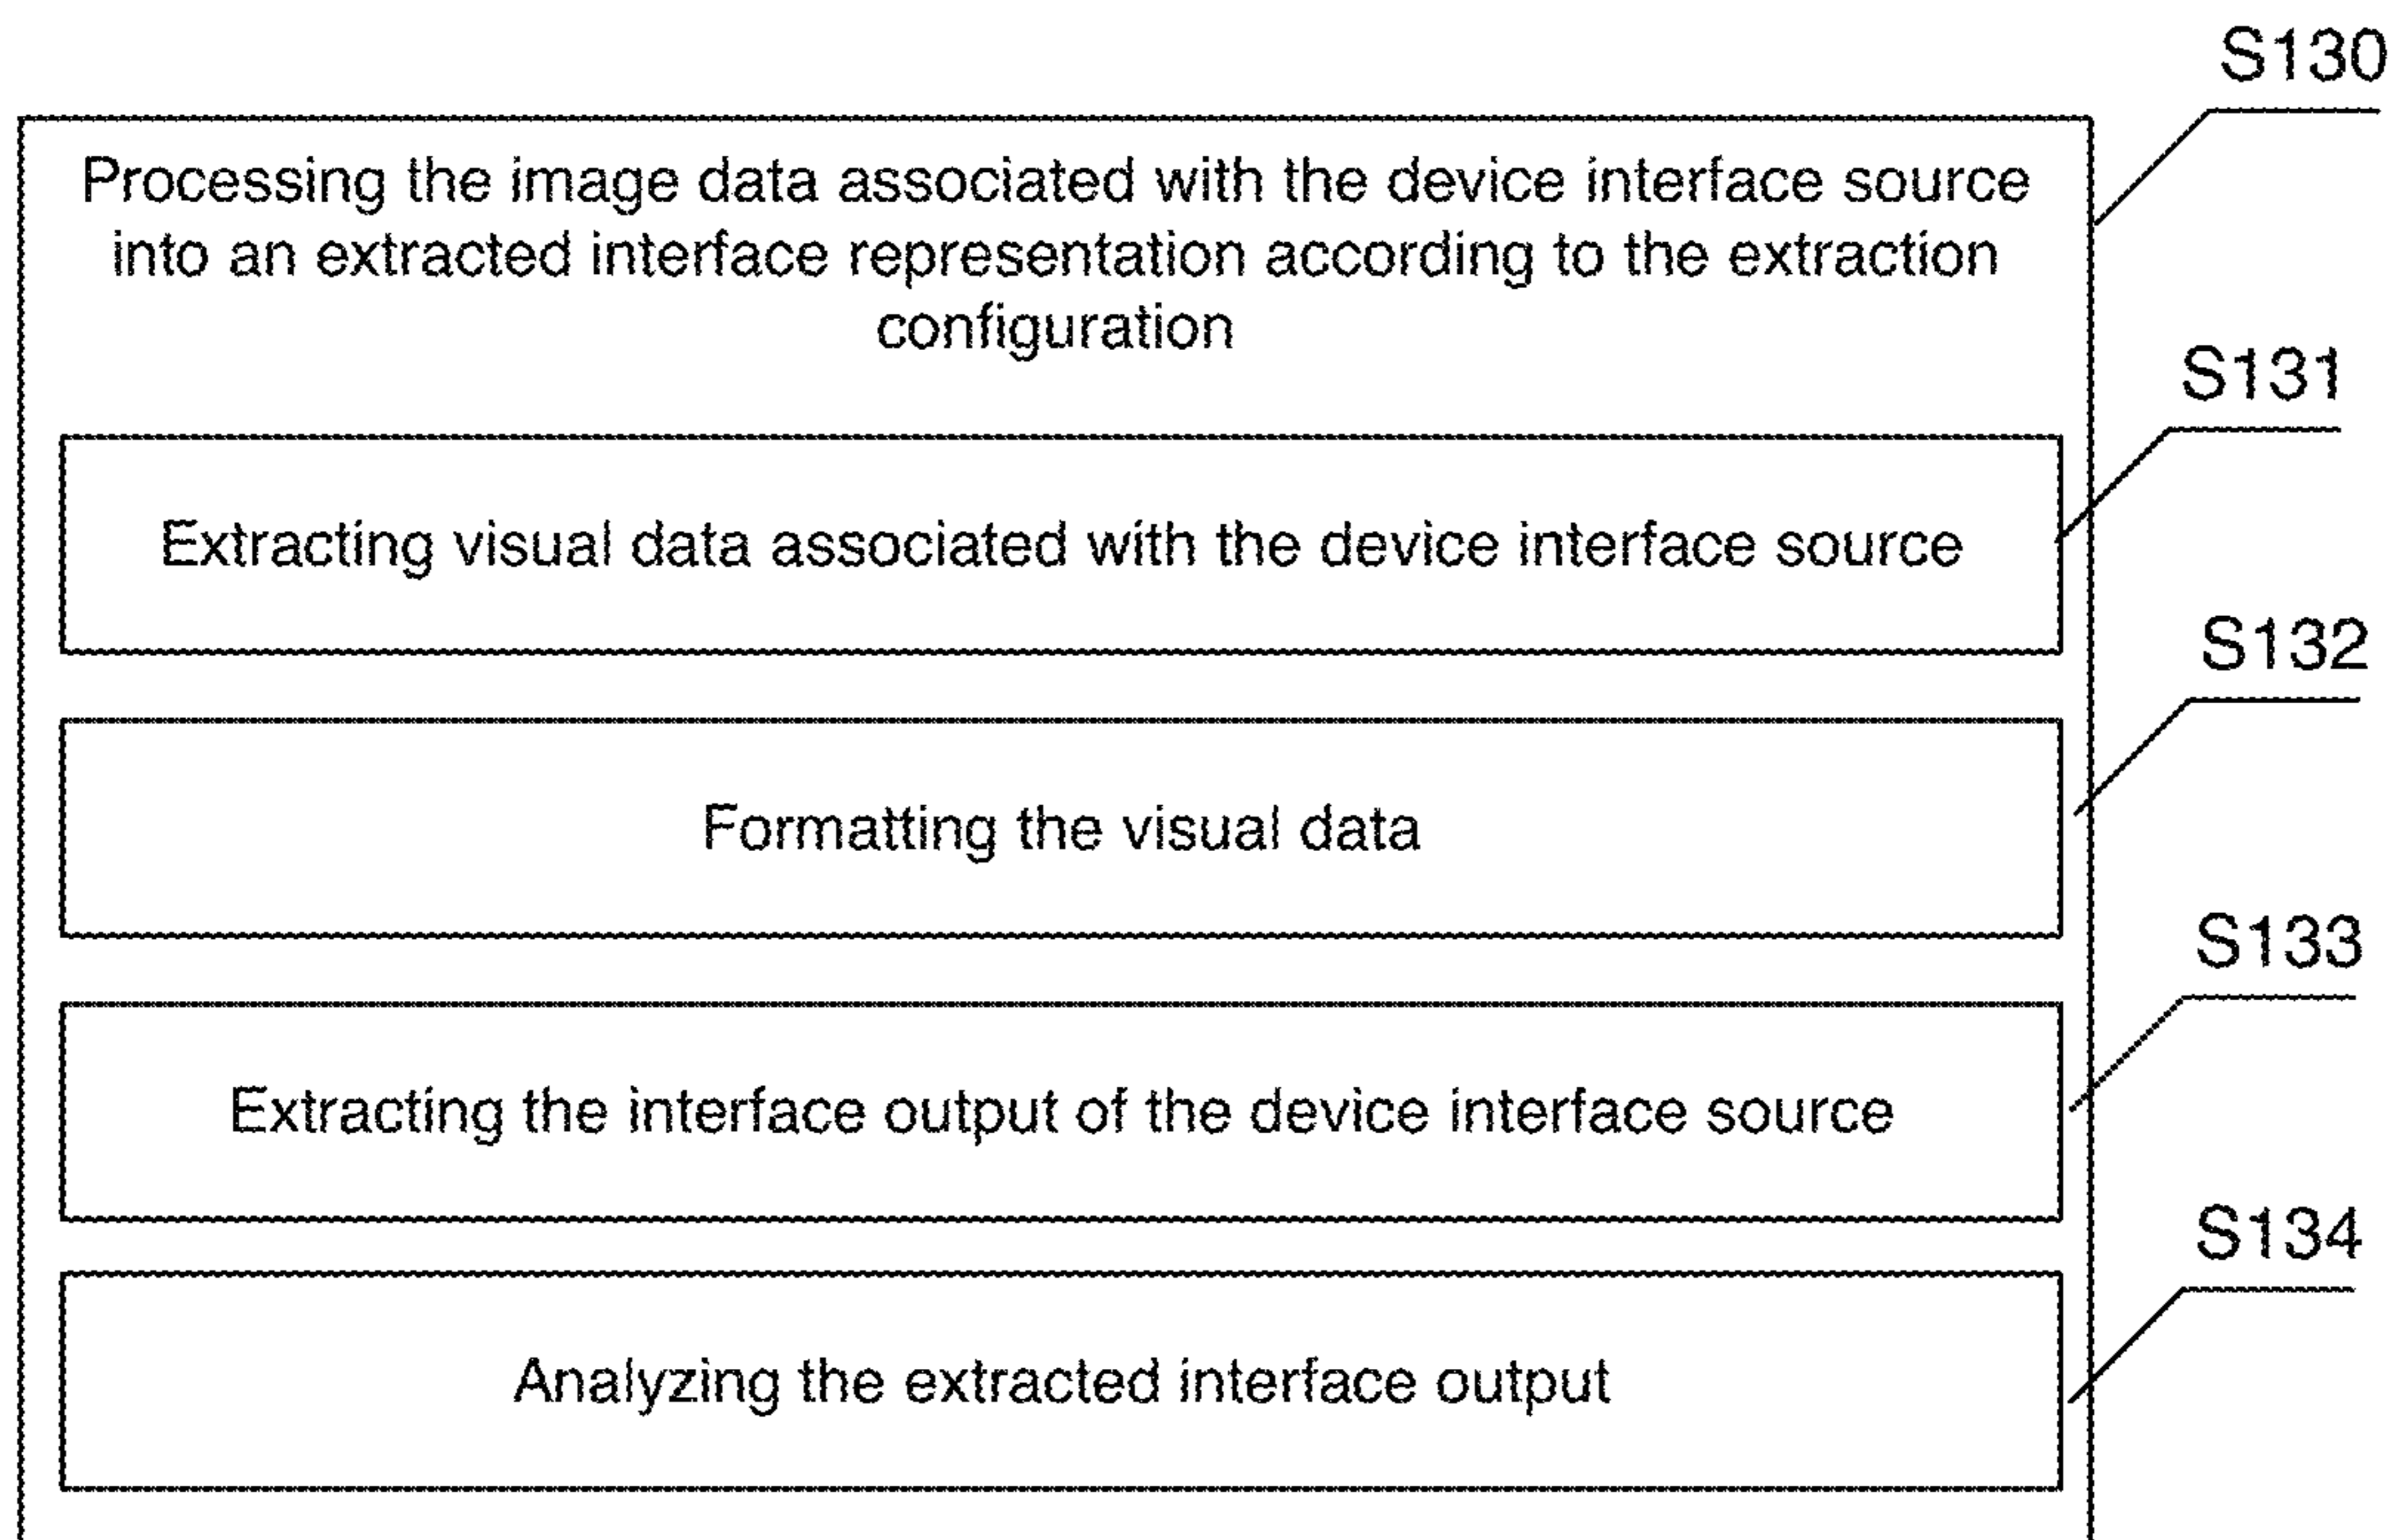 S130
Processing the image data associated with the device interface source
into an extracted interface representation according to the extraction
configuration
S131
Extracting visual data associated with the device interface source
S132
Formatting the visual data
S133
Extracting the interface output of the device interface source
S134
Analyzing the extracted interface output